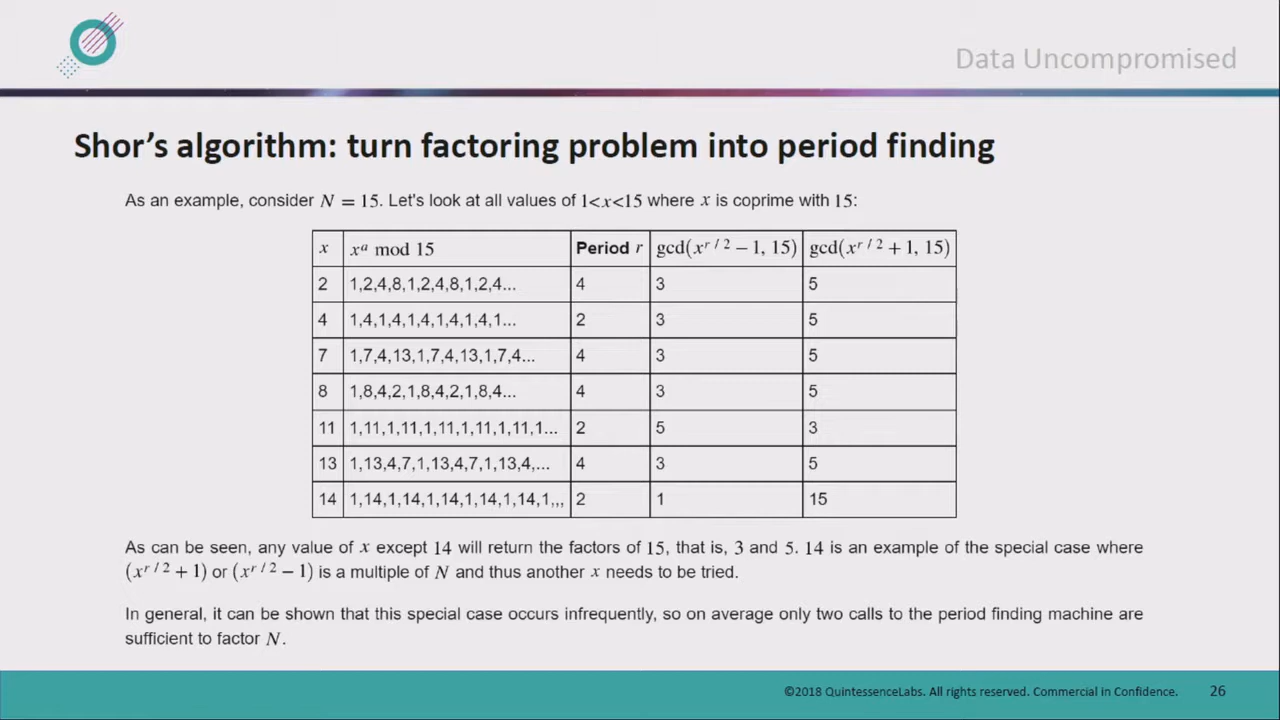 Data Uncompromised
Shor's algorithm: turn factoring problem into period finding
As an example, consider N = 15. Let's look at all values of 1<x<15 where x is coprime with 15:
x x^a mod 15 Period r gcd(x^(r/2) − 1, 15) gcd(x^(r/2) + 1, 15)
2 1,2,4,8,1,2,4,8,1,2,4... 4 3 5
4 1,4,1,4,1,4,1,4,1,4,1... 2 3 5
7 1,7,4,13,1,7,4,13,1,7,4... 4 3 5
8 1,8,4,2,1,8,4,2,1,8,4... 4 3 5
11 1,11,1,11,1,11,1,11,1,11,1... 2 5 3
13 1,13,4,7,1,13,4,7,1,13,4,... 4 3 5
14 1,14,1,14,1,14,1,14,1,14,1,,, 2 1 15
As can be seen, any value of x except 14 will return the factors of 15, that is, 3 and 5. 14 is an example of the special case where
(x^(r/2) + 1) or (x^(r/2) − 1) is a multiple of N and thus another x needs to be tried.
In general, it can be shown that this special case occurs infrequently, so on average only two calls to the period finding machine are
sufficient to factor N.
©2018 QuintessenceLabs. All rights reserved. Commercial in Confidence. 26